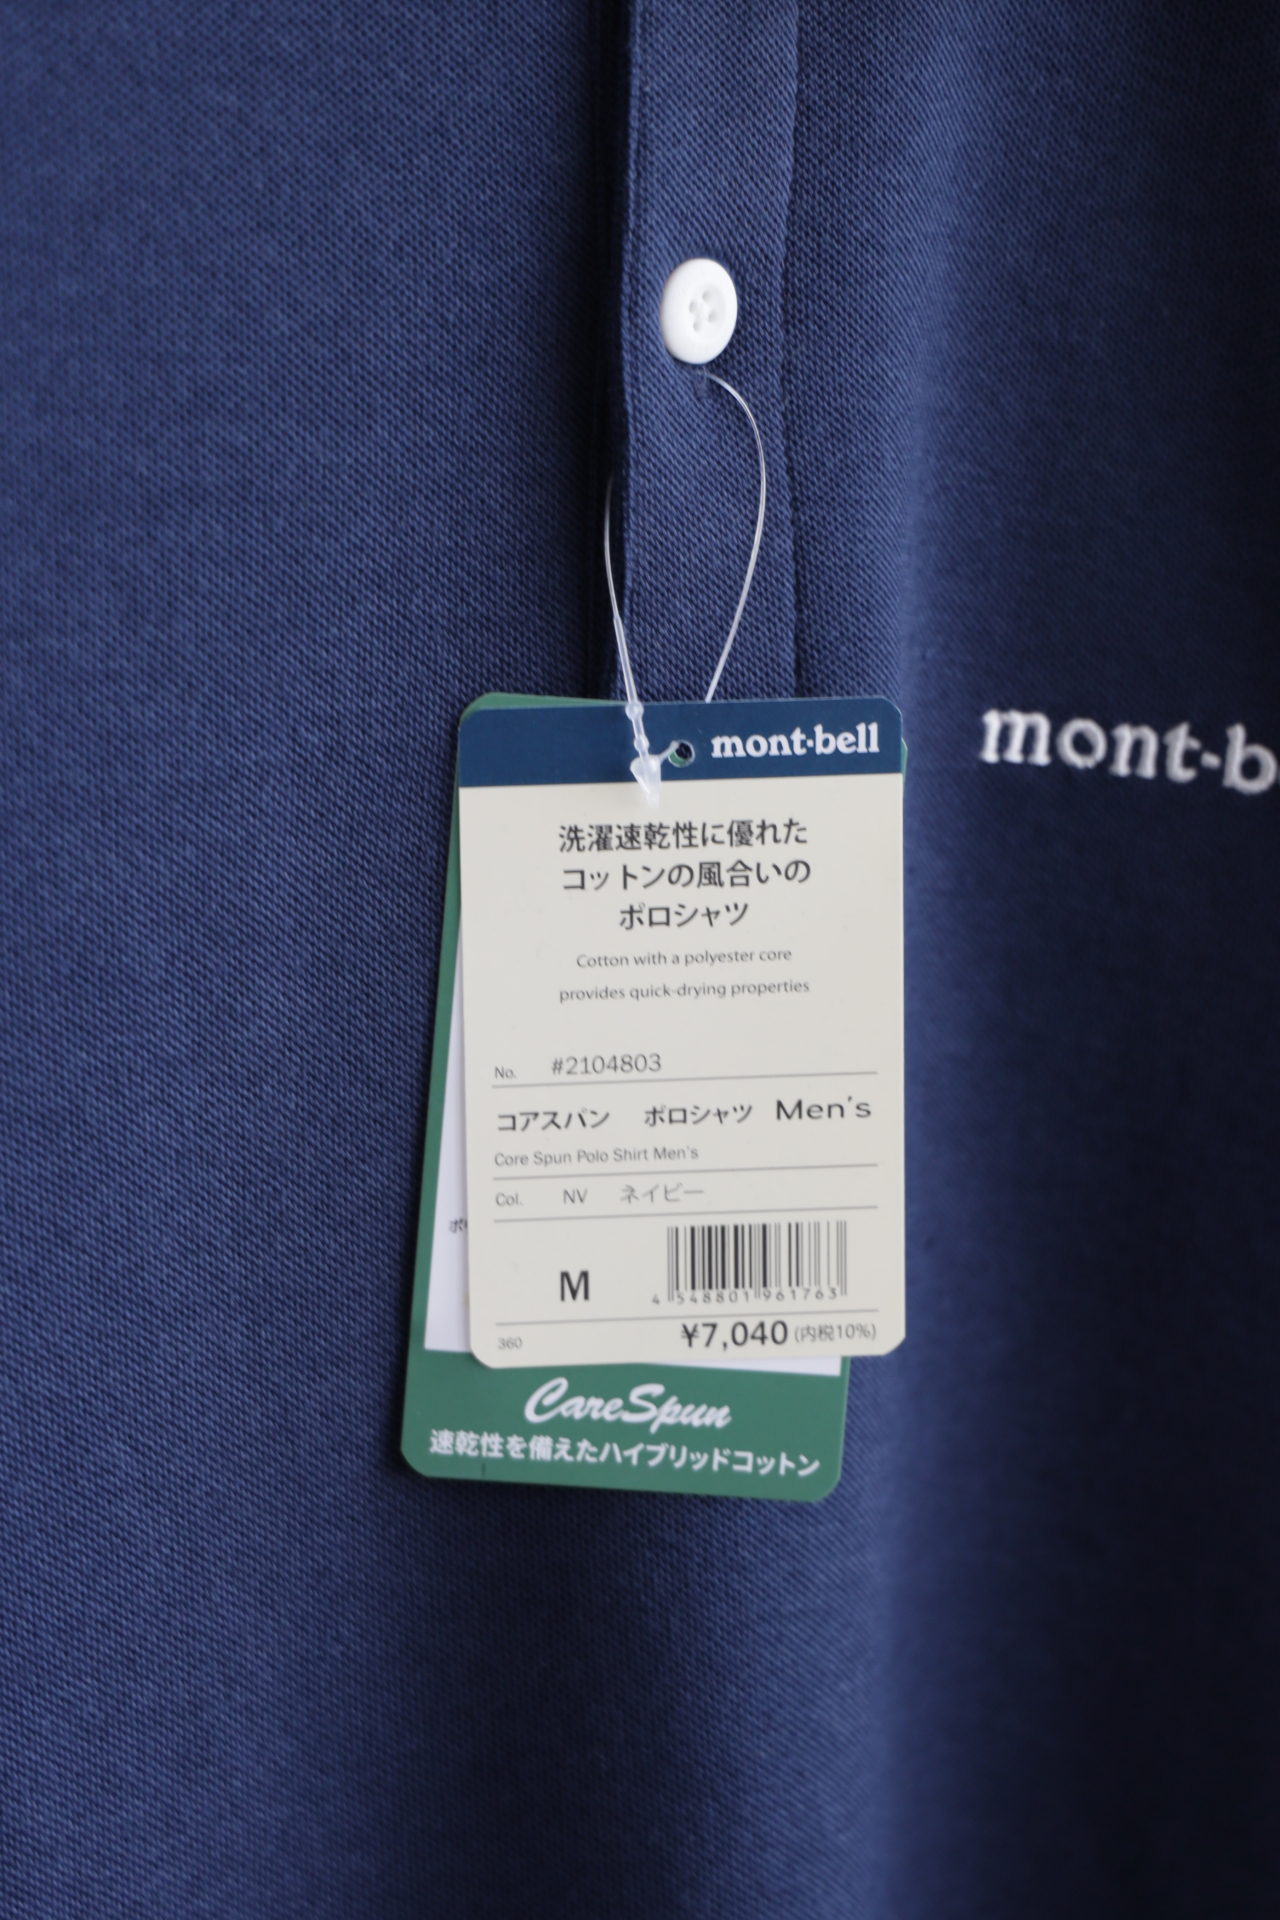 mont-bell
mont-b
洗濯速乾性に優れた
コットンの風合いの
ポロシャツ
Cotton with a polyester core
provides quick-drying properties
No. #2104803
コアスパン ポロシャツ Men's
Core Spun Polo Shirt Men's
Col. NV ネイビー
M
4 548801 961763
360 ¥7,040 (内税10%)
CareSpun
速乾性を備えたハイブリッドコットン